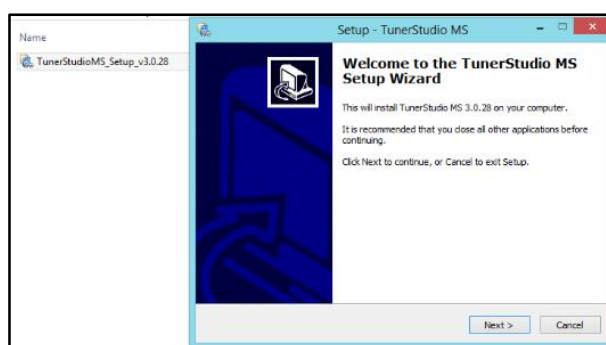 Name
TunerStudioMS_Setup_v3.0.28
Setup - TunerStudio MS
Welcome to the TunerStudio MS
Setup Wizard
This will install TunerStudio MS 3.0.28 on your computer.
It is recommended that you close all other applications before
continuing.
Click Next to continue, or Cancel to exit Setup.
Next >
Cancel